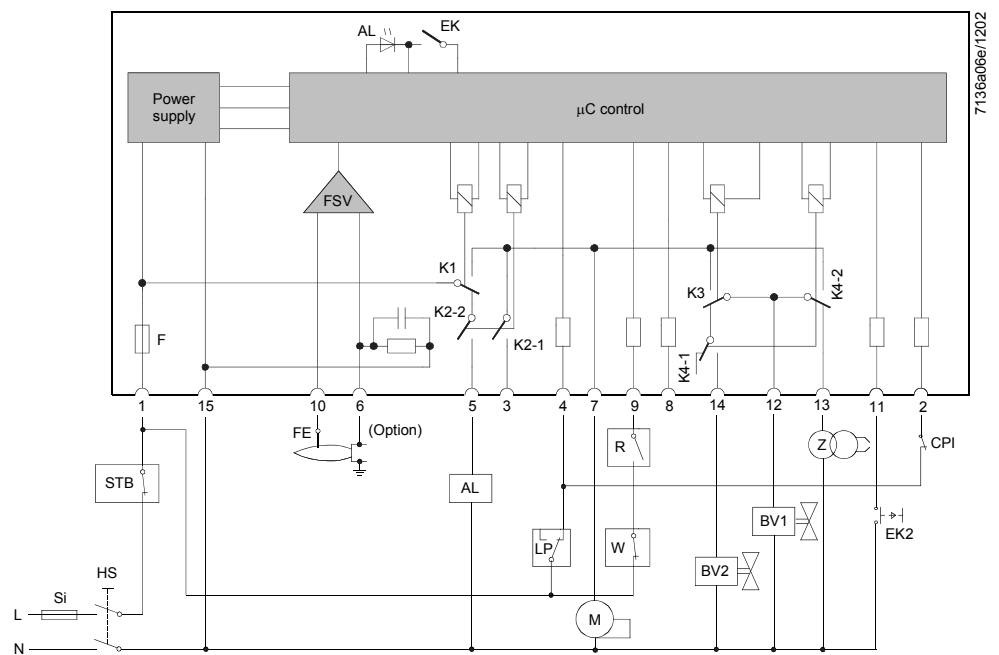 7136a06e/1202
AL
EK
Power
supply
µC control
FSV
K1
K2-2
K2-1
K3
K4-2
K4-1
F
1
15
10
6
5
3
4
7
9
8
14
12
13
11
2
FE
(Option)
R
Z
CPI
STB
AL
LP
W
BV1
EK2
BV2
HS
Si
L
M
N